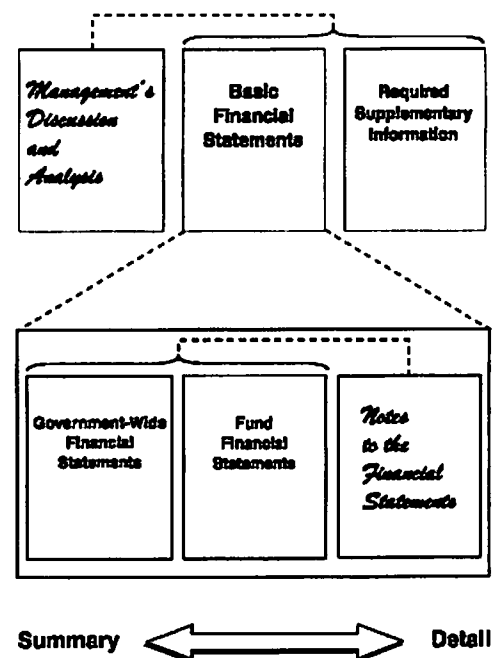 Management's
Discussion
and
Analysis
Basic
Financial
Statements
Required
Supplementary
Information
Government-Wide
Financial
Statements
Fund
Financial
Statements
Notes
to the
Financial
Statements
Summary
Detail